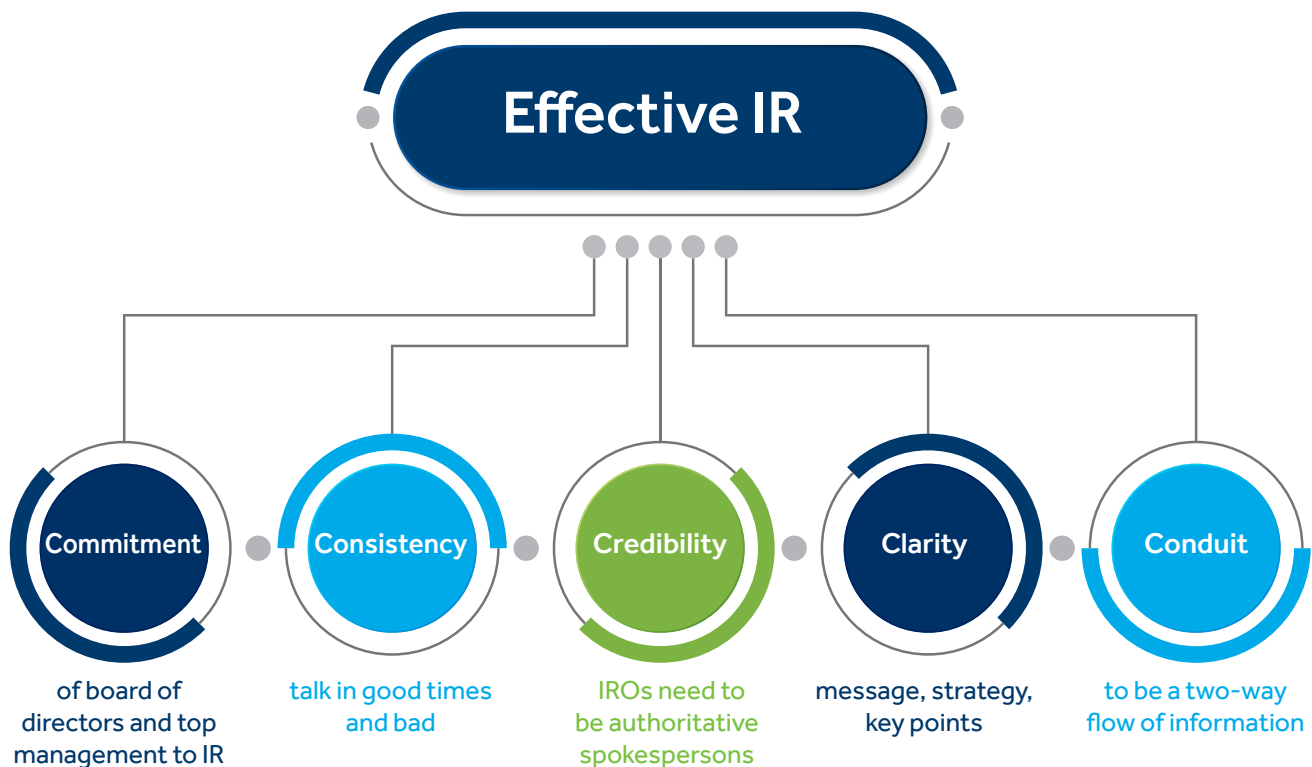 Effective IR
Commitment
of board of
directors and top
management to IR
Consistency
talk in good times
and bad
Credibility
IROs need to
be authoritative
spokespersons
Clarity
message, strategy,
key points
Conduit
to be a two-way
flow of information